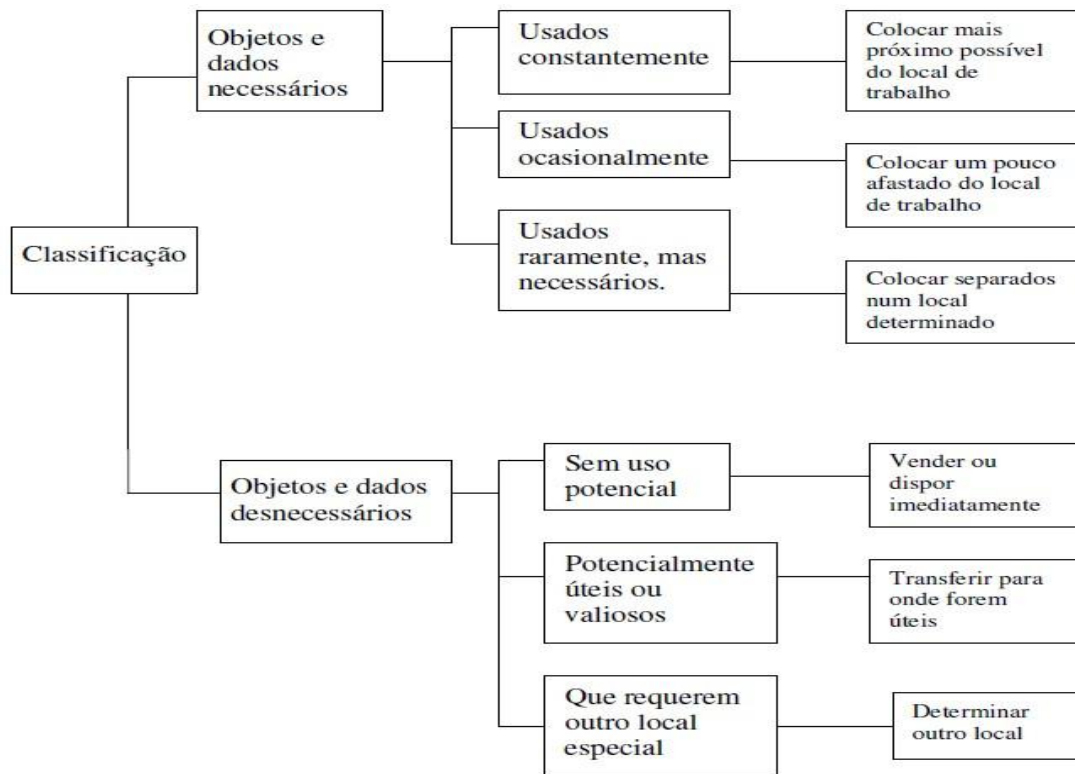 Classificação
Objetos e
dados
necessários
Usados
constantemente
Colocar mais
próximo possível
do local de
trabalho
Usados
ocasionalmente
Colocar um pouco
afastado do local
de trabalho
Usados
raramente, mas
necessários.
Colocar separados
num local
determinado
Objetos e dados
desnecessários
Sem uso
potencial
Vender ou
dispor
imediatamente
Potencialmente
úteis ou
valiosos
Transferir para
onde forem
úteis
Que requerem
outro local
especial
Determinar
outro local